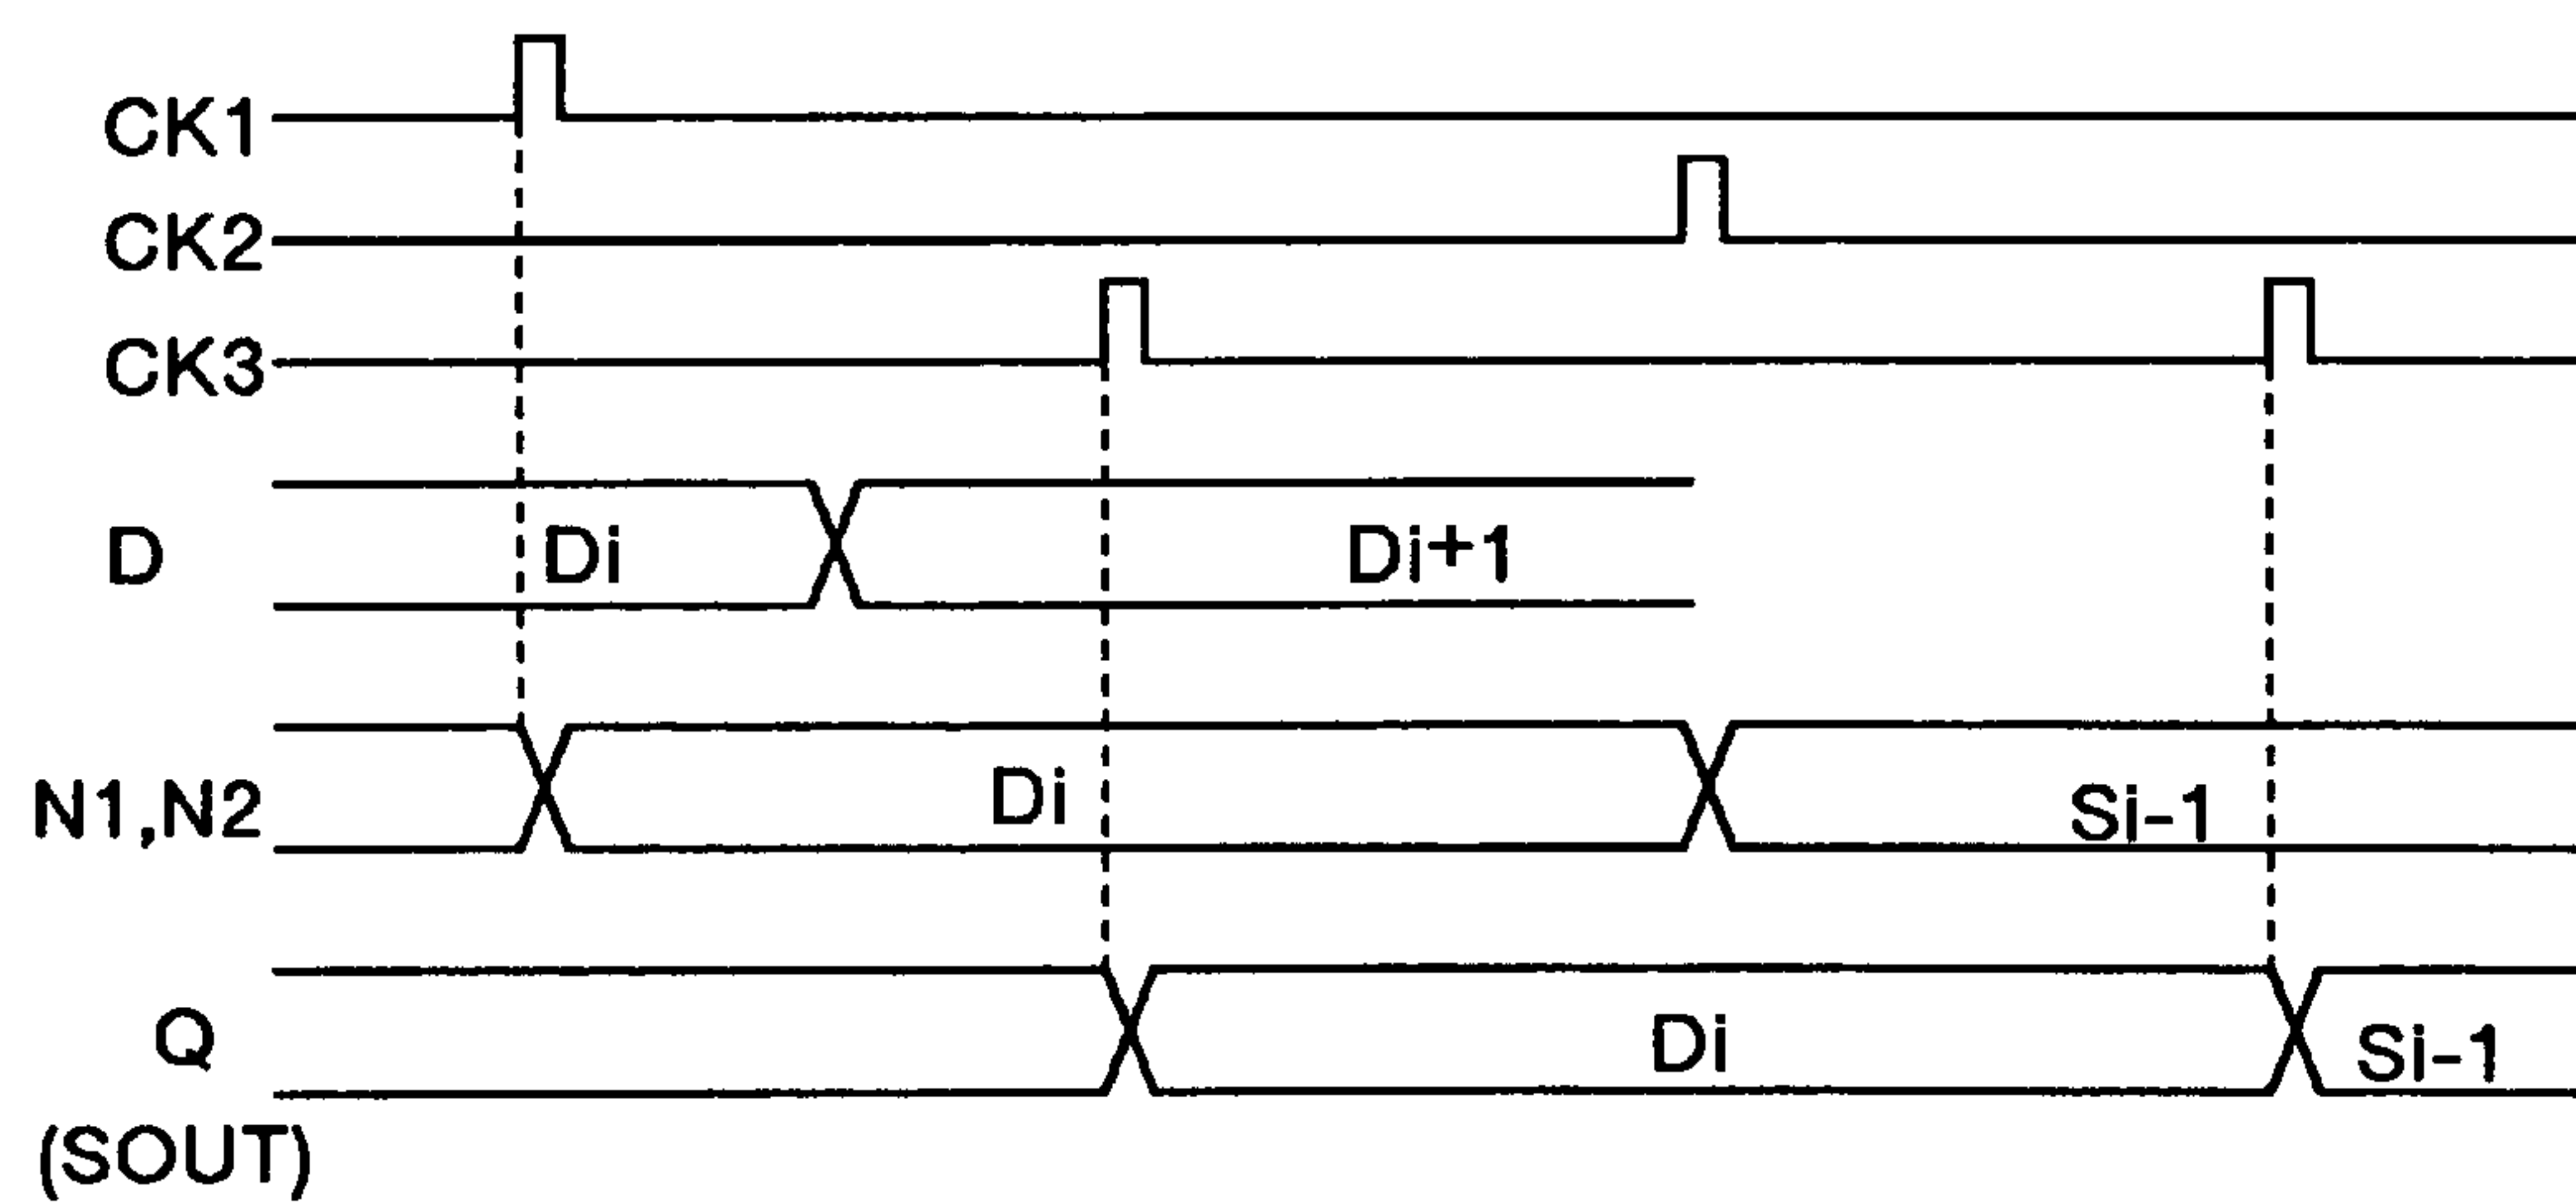 CK1
CK2
CK3
D Di Di+1
N1,N2 Di Si-1
Q Di Si-1
(SOUT)